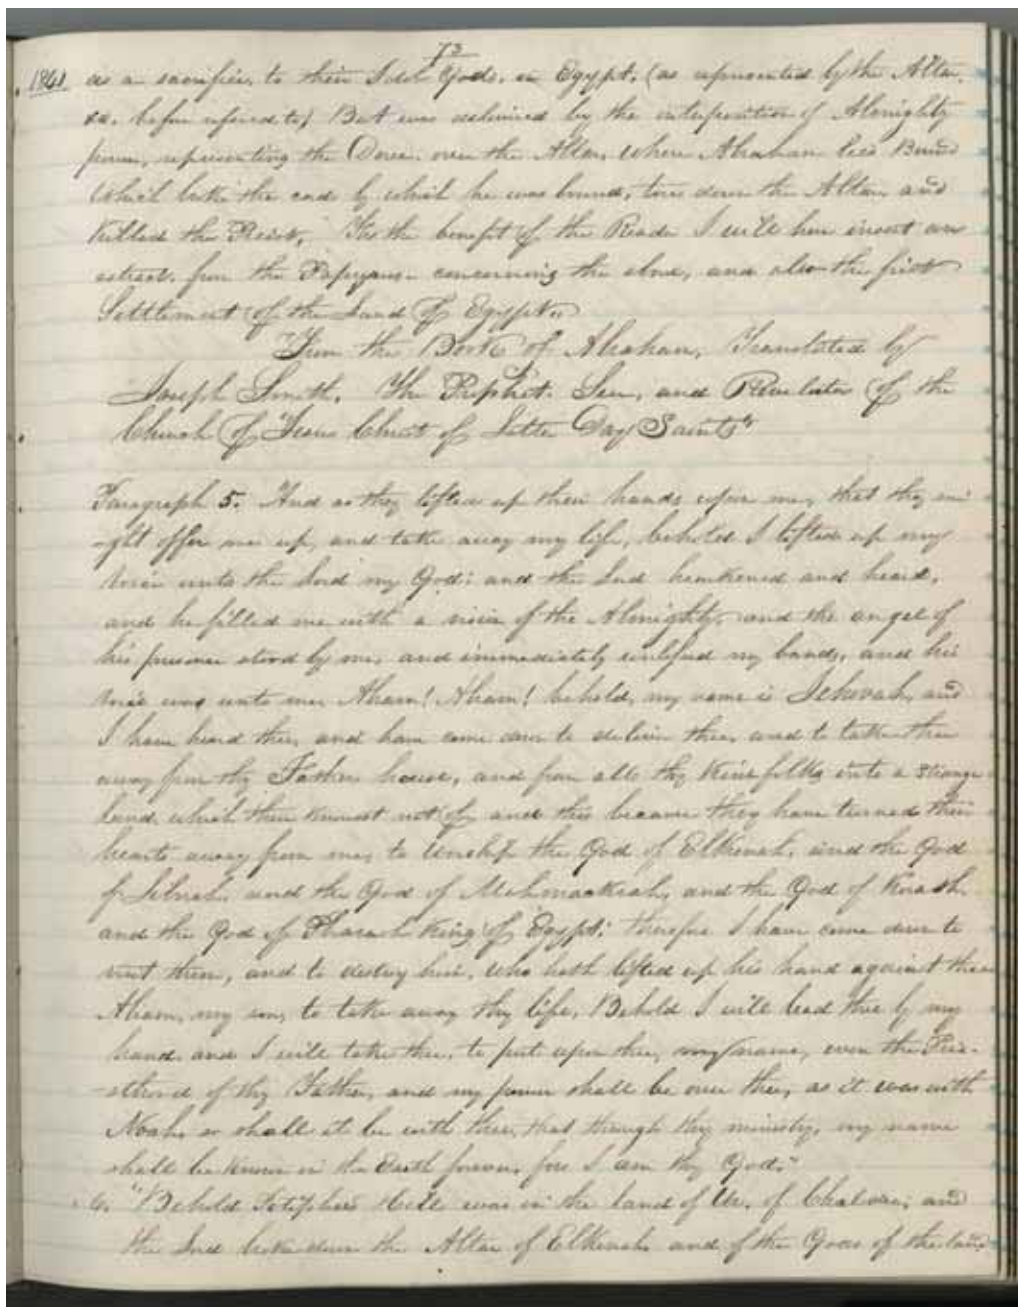 73
1841 as a sacrifice, to their Idol Gods, in Egypt, (as represented by the Altar,
&c. before refered to) But was delivered by the interposition of Almighty
power, representing the Dove over the Altar, where Abraham lies Bound
Which broke the cord by which he was bound, tore down the Altar, and
Killed the Priest, For the benefit of the Reader I will here insert an
extract from the Papyrus, concerning the above, and also the first
Settlement of the Land of Egypt.
From the Book of Abraham, Translated by
Joseph Smith, The Prophet Seer, and Revelator of the
Church of Jesus Christ of Latter Day Saints"
Paragraph 5. And as they lifted up their hands upon me, that they mi
-ght offer me up, and take away my life, behold I lifted up my
voice unto the Lord my God; and the Lord hearkened and heard,
and he filled me with a vision of the Almighty, and the angel of
his presence stood by me, and immediately unloosed my bands, and his
voice was unto me, Abram! Abram! behold, my name is Jehovah, and
I have heard thee, and have come down to deliver thee, and to take thee
away from thy Fathers house, and from all thy kinsfolks into a strange
land, which thou knowest not of, and this because they have turned their
hearts away from me, to worship the God of Elkenah, and the God
of Libnah, and the God of Mahmackrah, and the God of Korash
and the God of Pharaoh King of Egypt; therefore I have come down to
visit them, and to destroy him, who hath lifted up his hand against thee
Abram, my son, to take away thy life, Behold I will lead thee by my
hand, and I will take thee, to put upon thee, my name, even the Prie-
-sthood of thy Father, and my power shall be over thee, as it was with
Noah, so shall it be with thee, that through thy ministry, my name
shall be known in the Earth forever, for I am thy God."
6. "Behold Potiphers Hill was in the land of Ur, of Chaldea; and
the Lord broke down the Altar of Elkenah and of the Gods of the land,